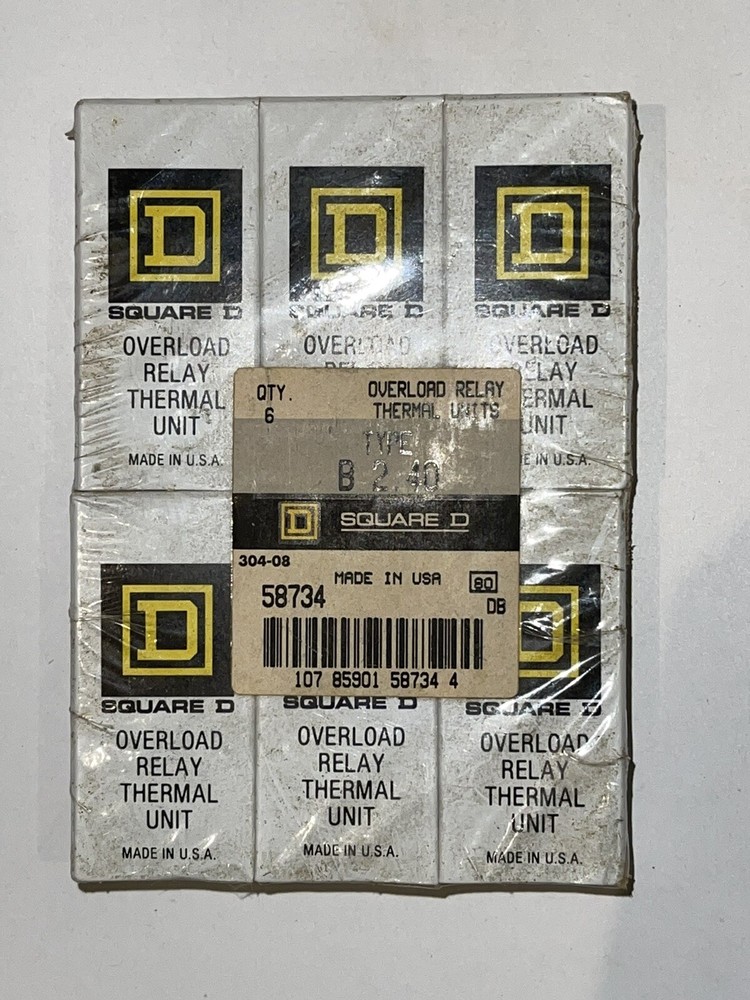 D
SQUARE D
OVERLOAD
RELAY
THERMAL
UNIT
MADE IN U.S.A.
D
SQUARE D
OVERLOAD
D
SQUARE D
OVERLOAD
RELAY
THERMAL
UNIT
MADE IN U.S.A.
QTY.
6
OVERLOAD RELAY
THERMAL UNITS
TYPE
B 2.40
D
SQUARE D
304-08
MADE IN USA
80
58734
DB
107 85901 58734 4
D
SQUARE D
OVERLOAD
RELAY
THERMAL
UNIT
MADE IN U.S.A.
SQUARE D
OVERLOAD
RELAY
THERMAL
UNIT
MADE IN U.S.A.
D
SQUARE D
OVERLOAD
RELAY
THERMAL
UNIT
MADE IN U.S.A.